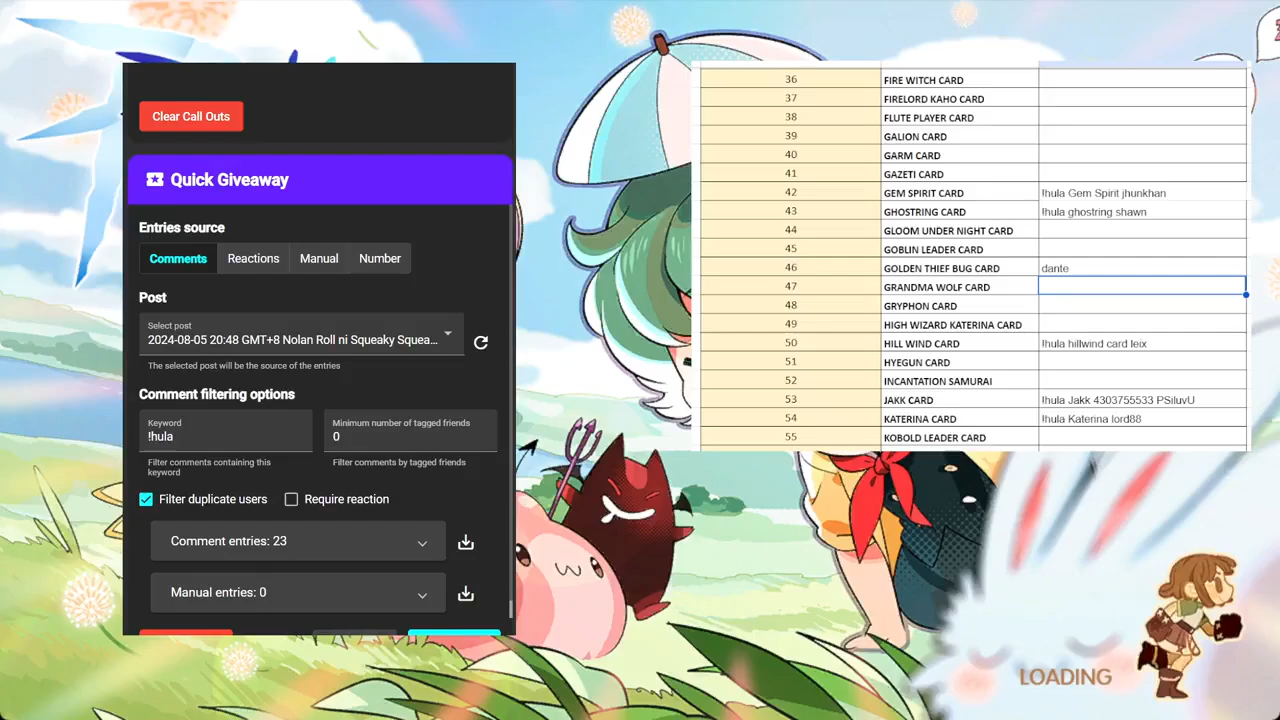 Clear Call Outs
Quick Giveaway
Entries source
Comments Reactions Manual Number
Post
Select post
2024-08-05 20:48 GMT+8 Nolan Roll ni Squeaky Squea...
The selected post will be the source of the entries
Comment filtering options
Keyword
!hula
Filter comments containing this
keyword
Minimum number of tagged friends
0
Filter comments by tagged friends
Filter duplicate users Require reaction
Comment entries: 23
Manual entries: 0
36 FIRE WITCH CARD
37 FIRELORD KAHO CARD
38 FLUTE PLAYER CARD
39 GALION CARD
40 GARM CARD
41 GAZETI CARD
42 GEM SPIRIT CARD !hula Gem Spirit jhunkhan
43 GHOSTRING CARD !hula ghostring shawn
44 GLOOM UNDER NIGHT CARD
45 GOBLIN LEADER CARD
46 GOLDEN THIEF BUG CARD dante
47 GRANDMA WOLF CARD
48 GRYPHON CARD
49 HIGH WIZARD KATERINA CARD
50 HILL WIND CARD !hula hillwind card leix
51 HYEGUN CARD
52 INCANTATION SAMURAI
53 JAKK CARD !hula Jakk 4303755533 PSiluvU
54 KATERINA CARD !hula Katerina lord88
55 KOBOLD LEADER CARD
LOADING